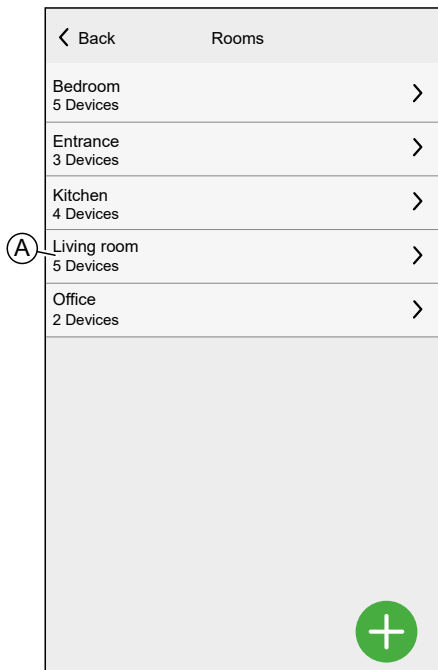 Back Rooms
Bedroom
5 Devices
Entrance
3 Devices
Kitchen
4 Devices
A
Living room
5 Devices
Office
2 Devices